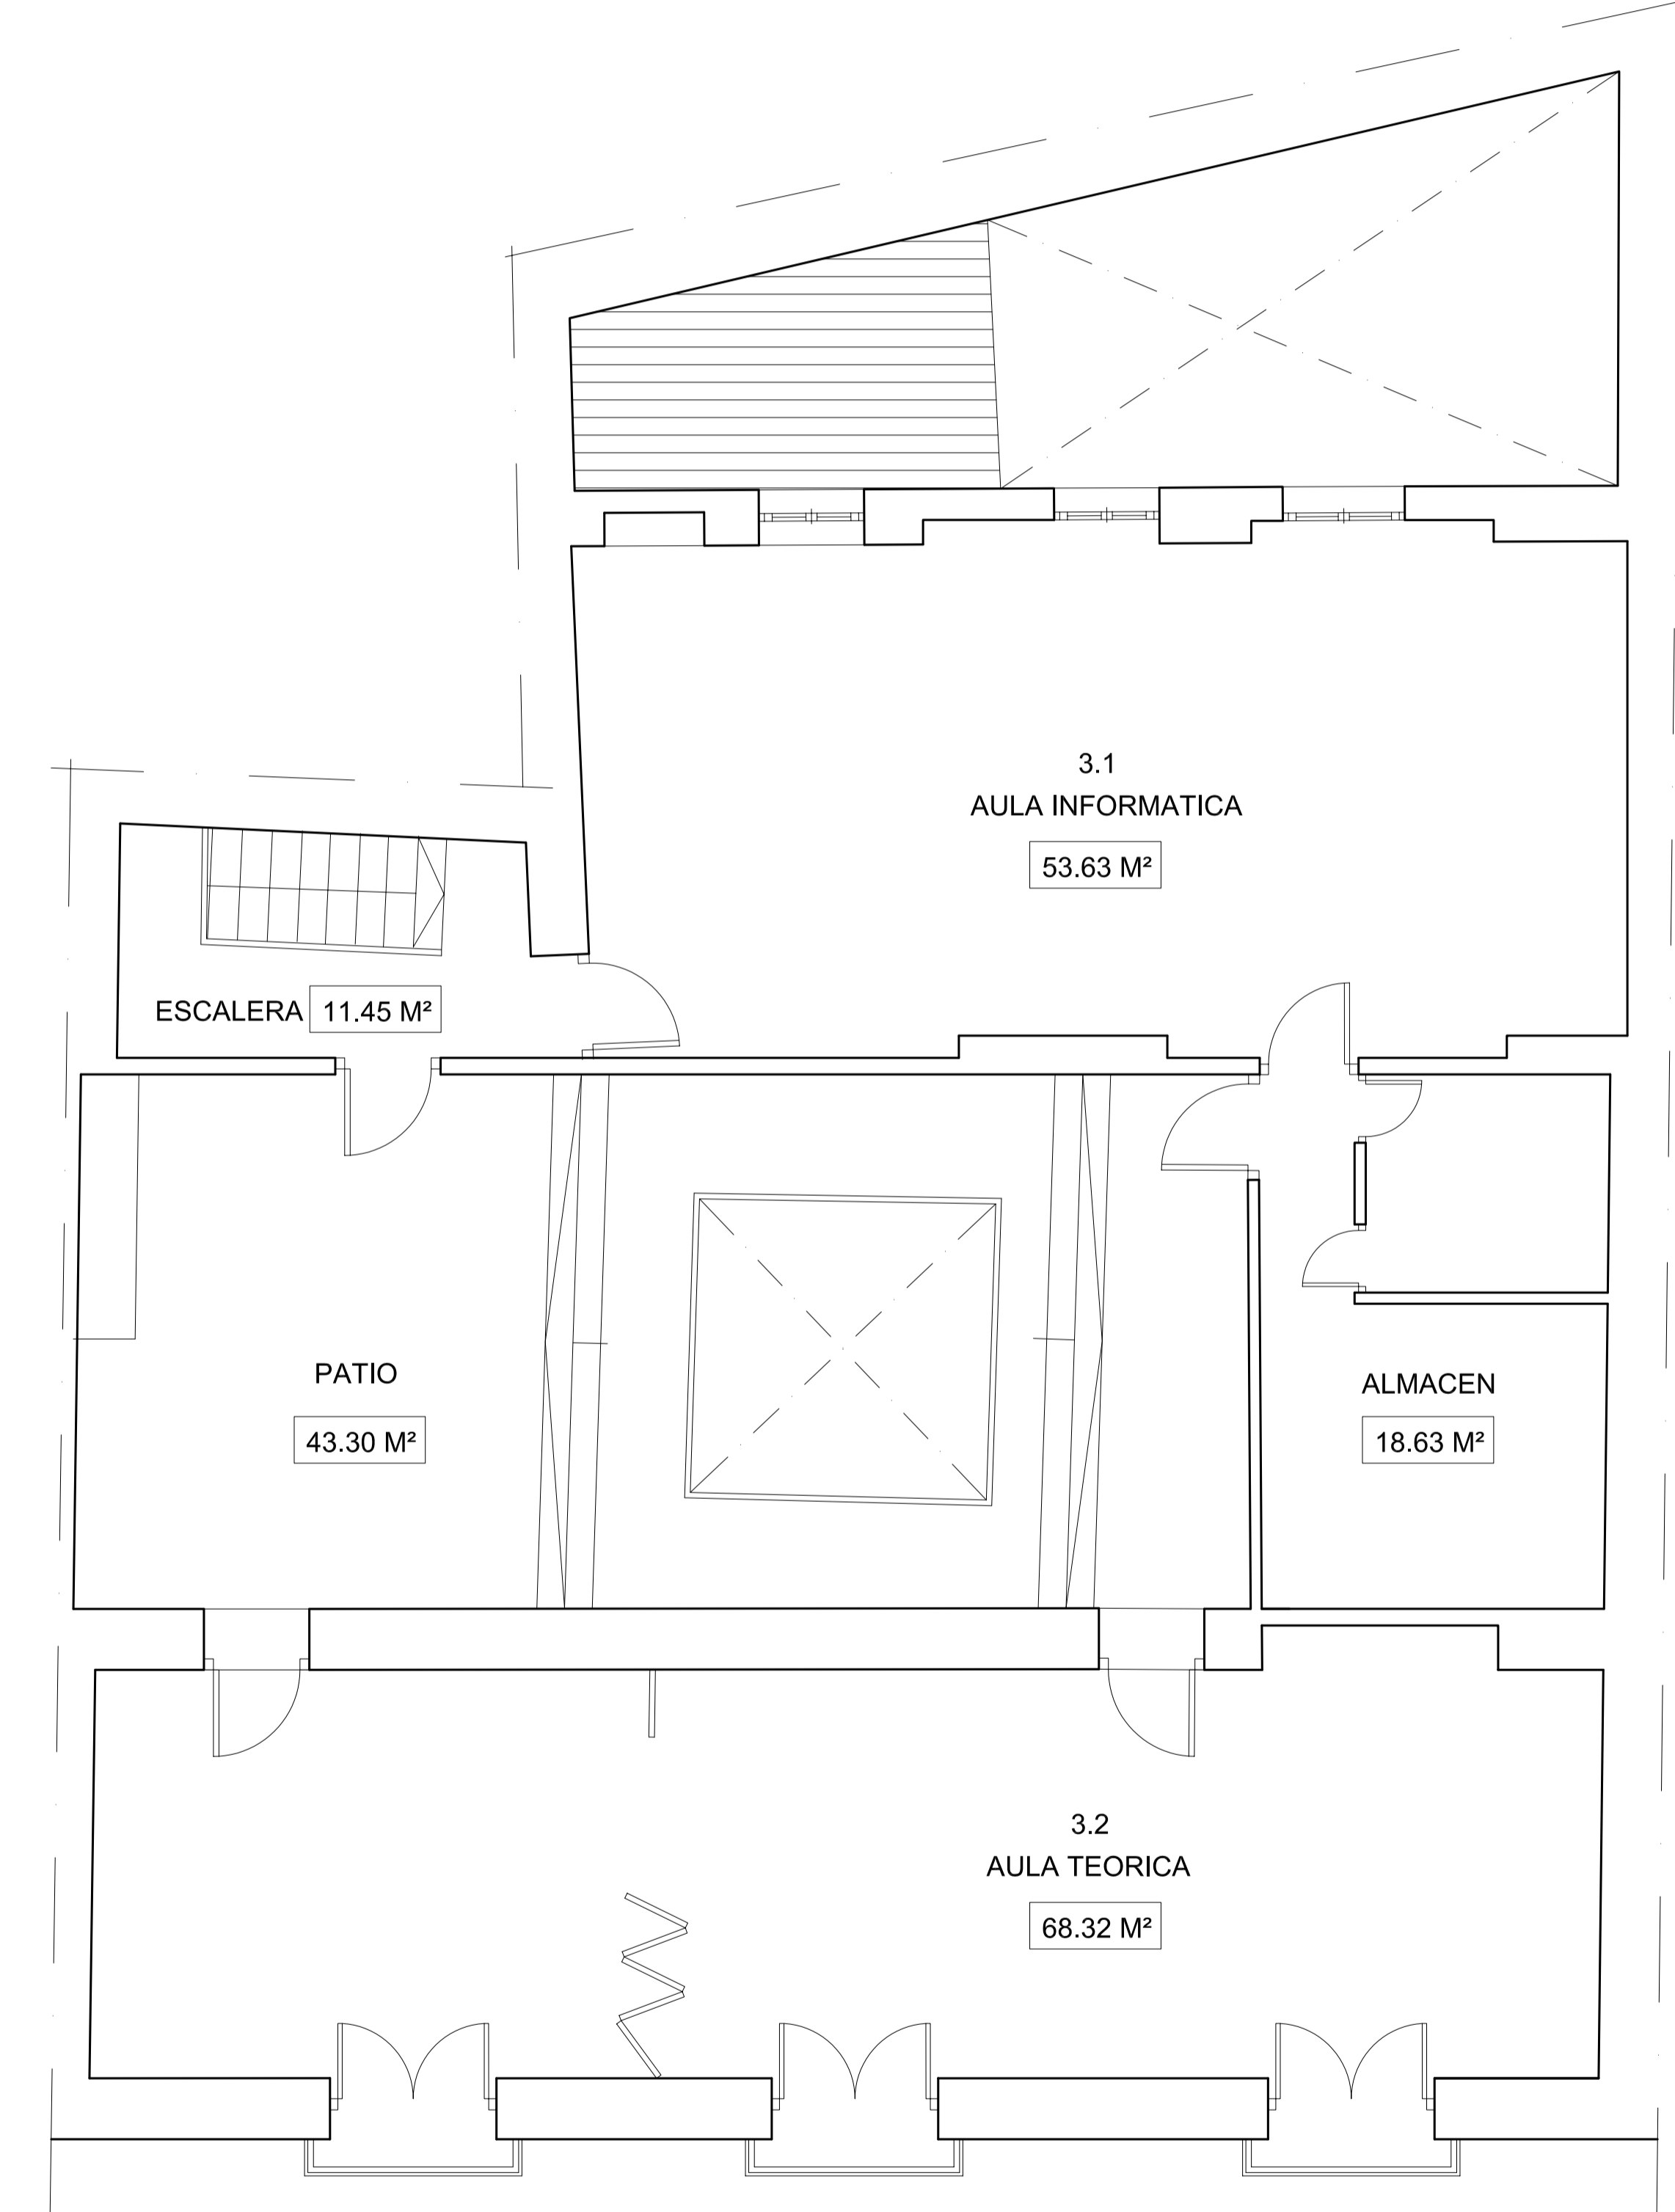 3.1
AULA INFORMATICA
53.63 M²
ESCALERA 11.45 M²
PATIO
43.30 M²
ALMACEN
18.63 M²
3.2
AULA TEORICA
68.32 M²